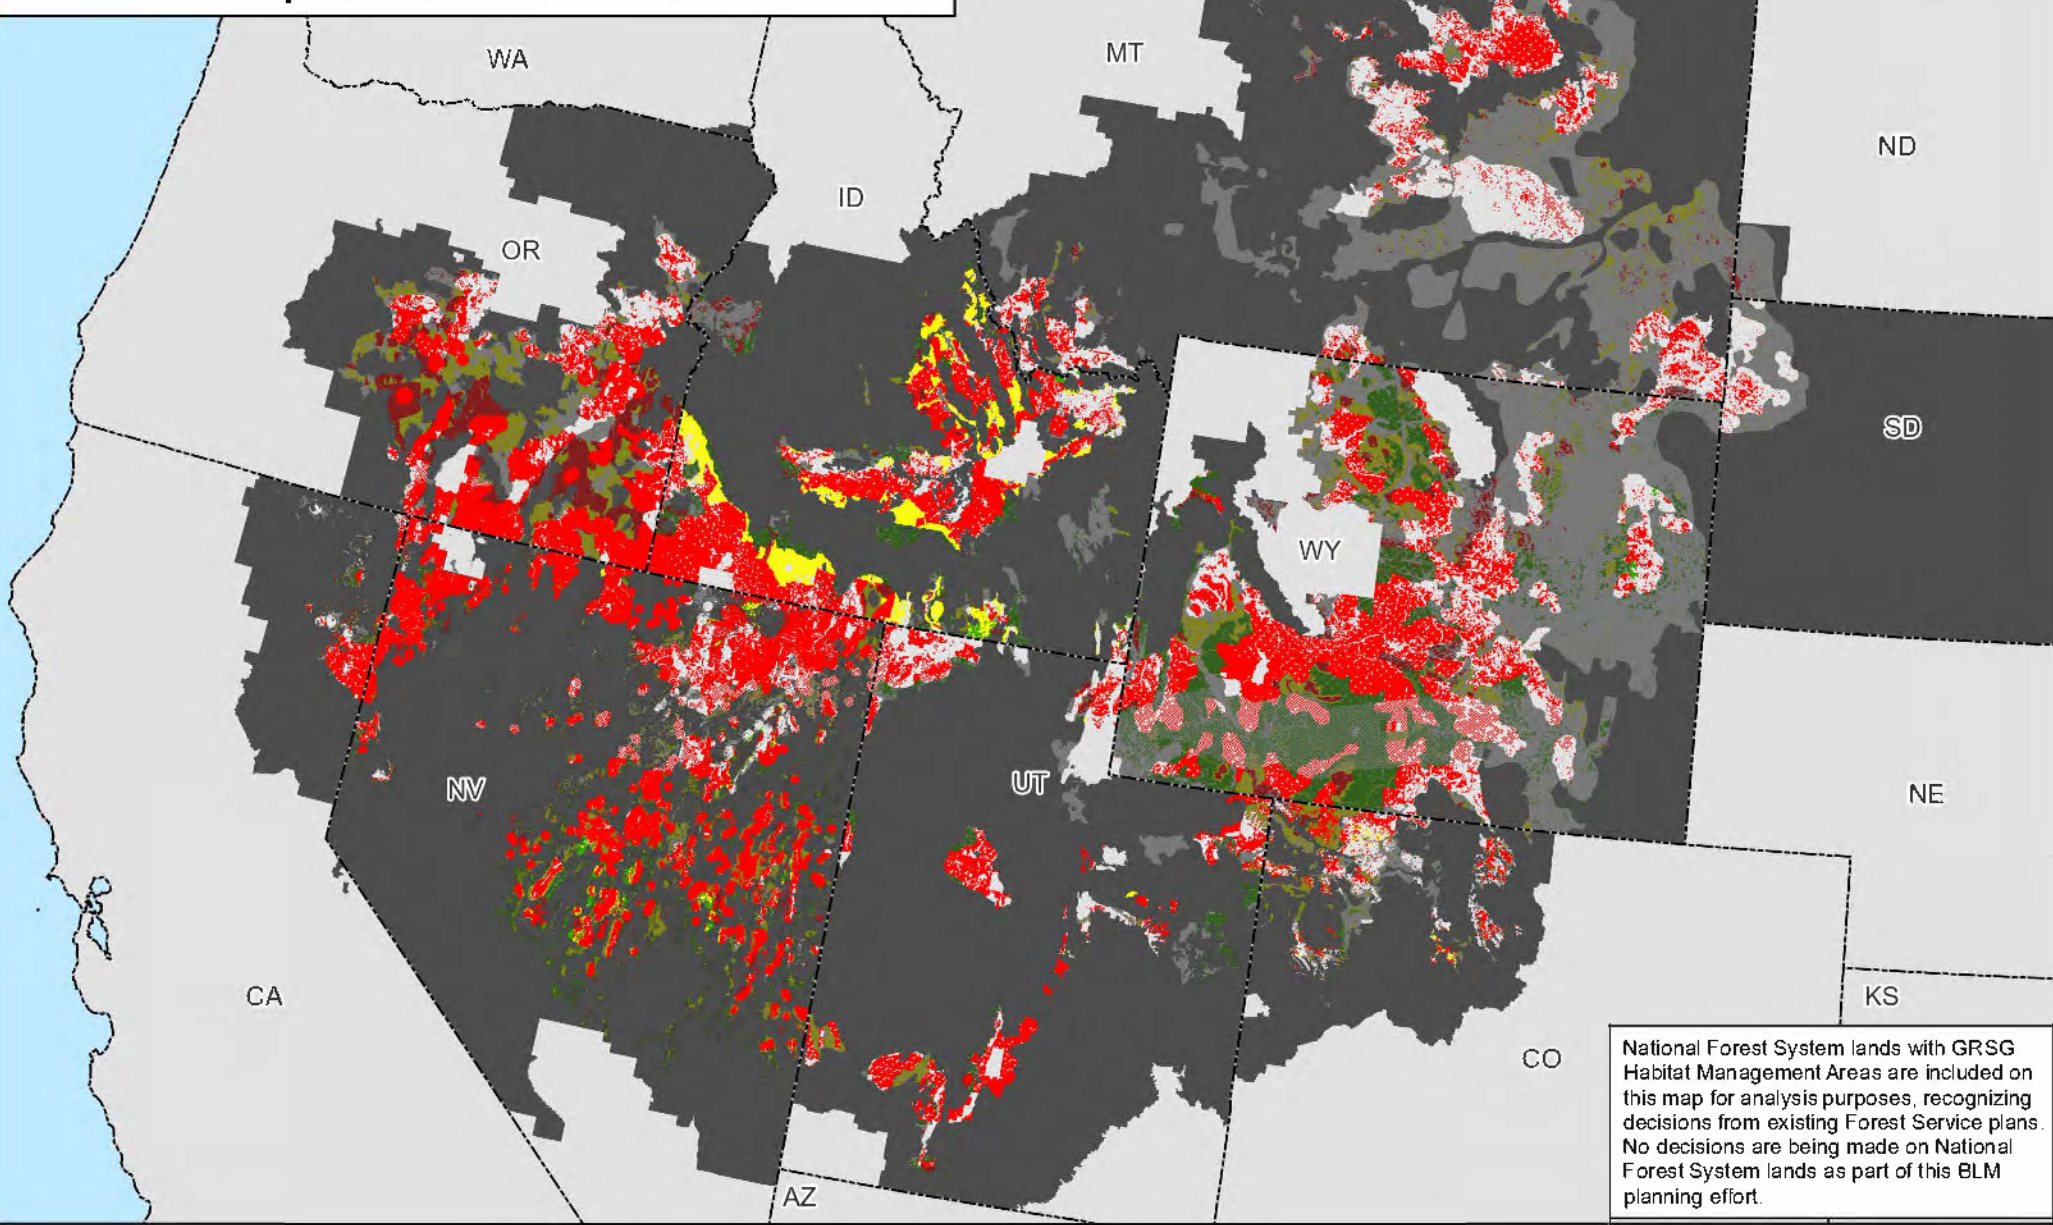 WA
MT
ND
ID
OR
SD
WY
NV
UT
NE
CA
KS
CO
AZ
National Forest System lands with GRSG
Habitat Management Areas are included on
this map for analysis purposes, recognizing
decisions from existing Forest Service plans.
No decisions are being made on National
Forest System lands as part of this BLM
planning effort.